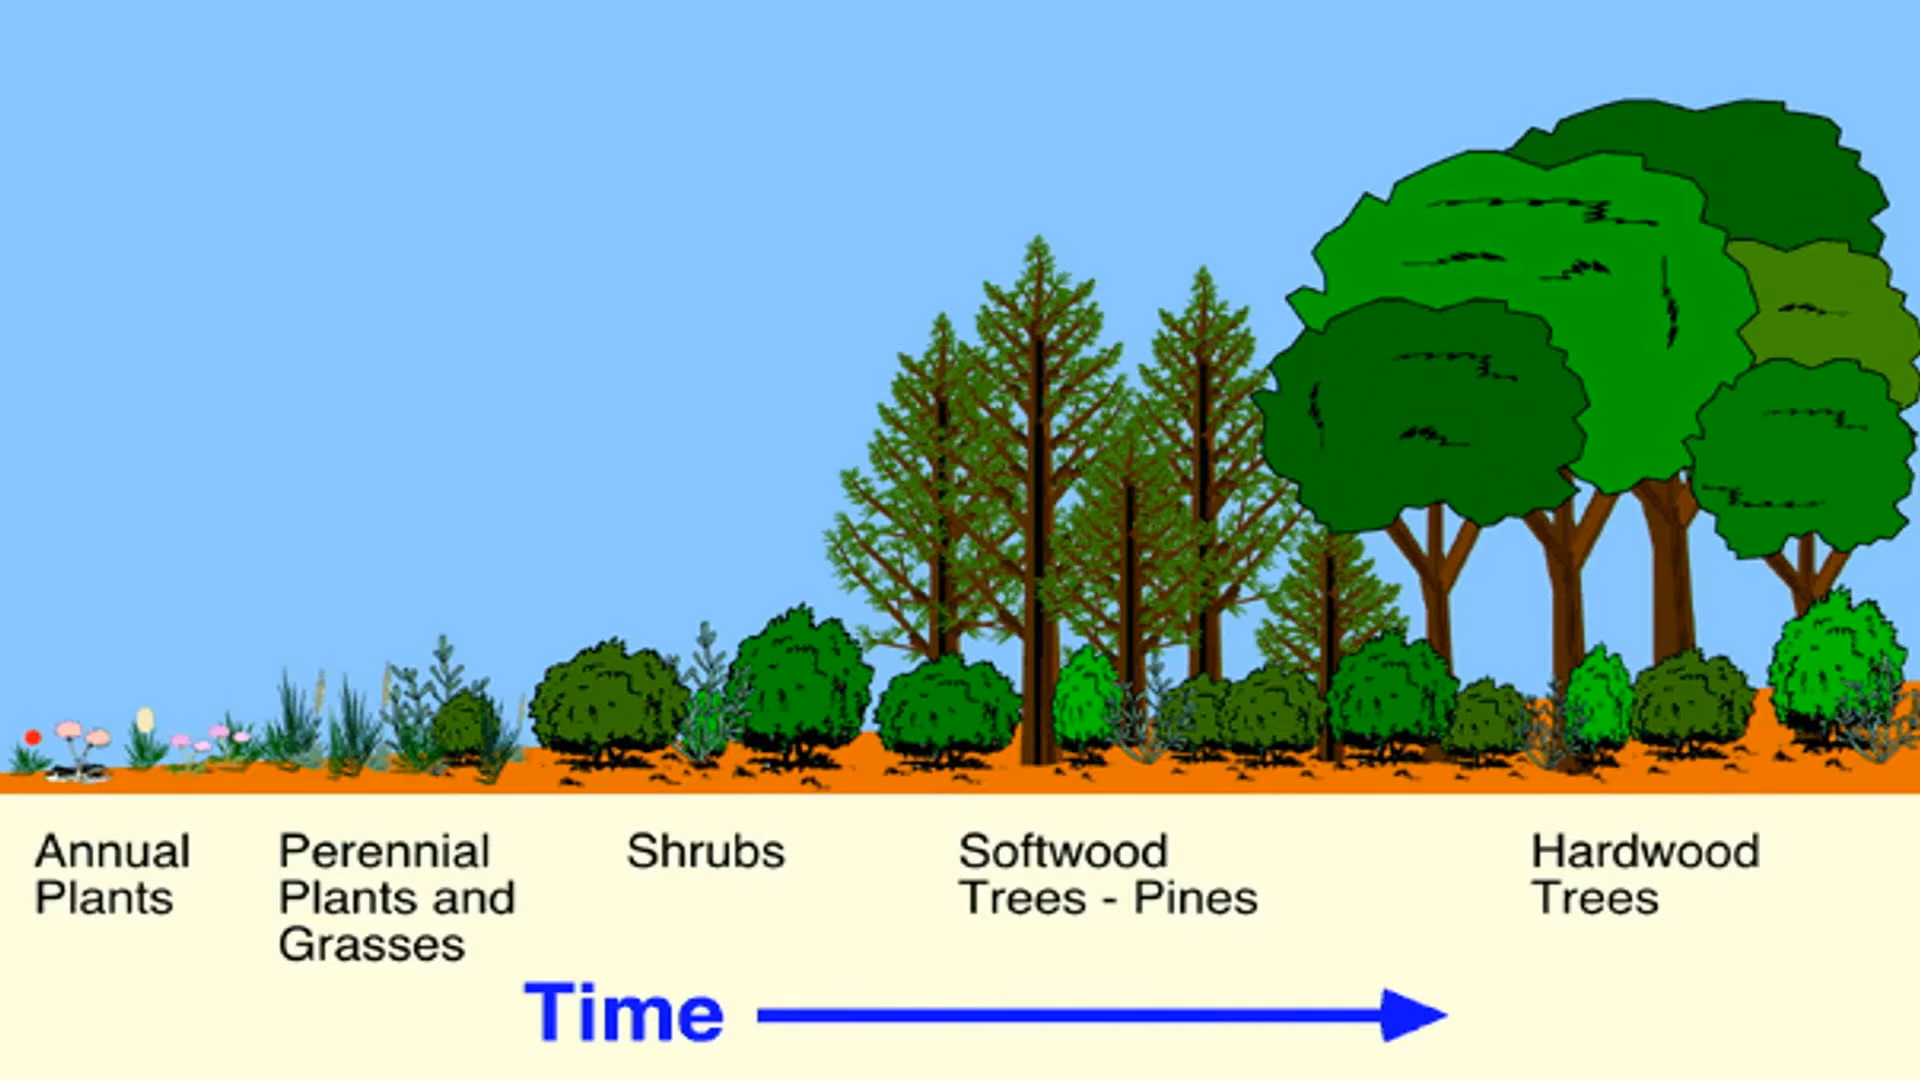 Annual
Plants
Perennial
Plants and
Grasses
Shrubs
Softwood
Trees - Pines
Hardwood
Trees
Time